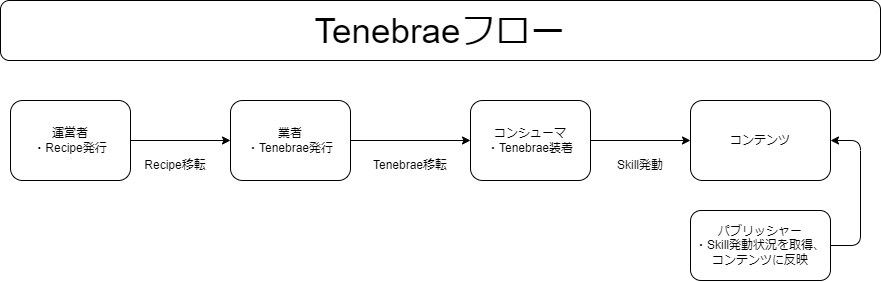 Tenebraeフロー
運営者
・Recipe発行
Recipe移転
業者
・Tenebrae発行
Tenebrae移転
コンシューマ
・Tenebrae装着
Skill発動
コンテンツ
パブリッシャー
・Skill発動状況を取得、
コンテンツに反映